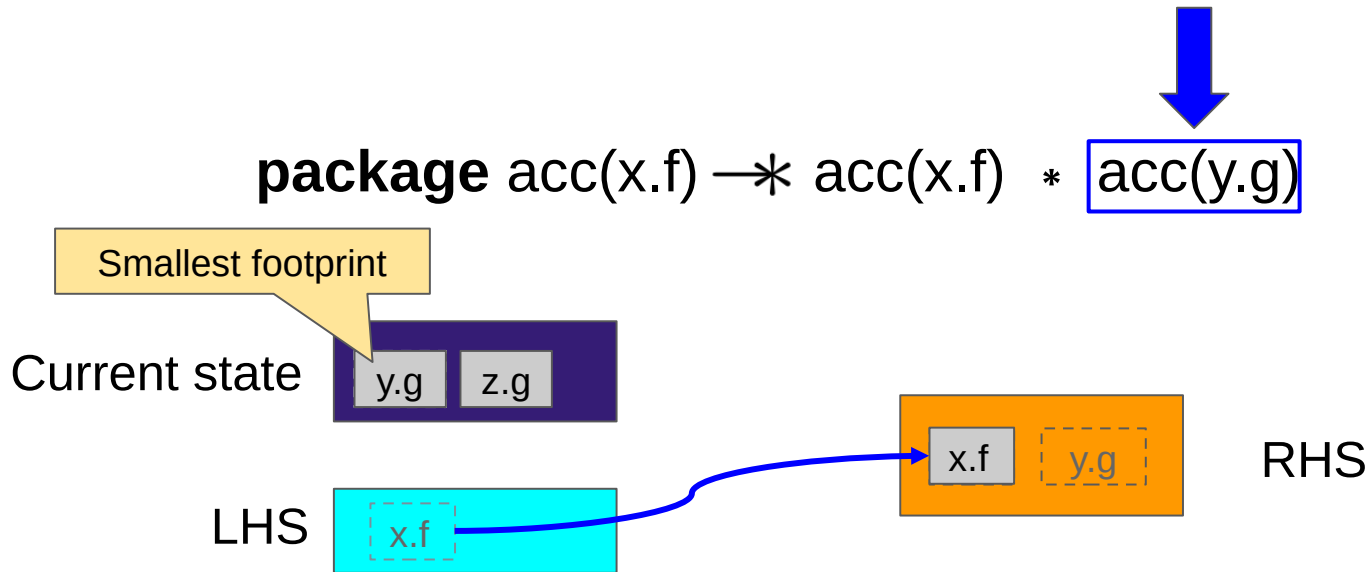 package acc(x.f) —∗ acc(x.f) * acc(y.g)
Smallest footprint
Current state
y.g z.g
x.f y.g
RHS
LHS
x.f